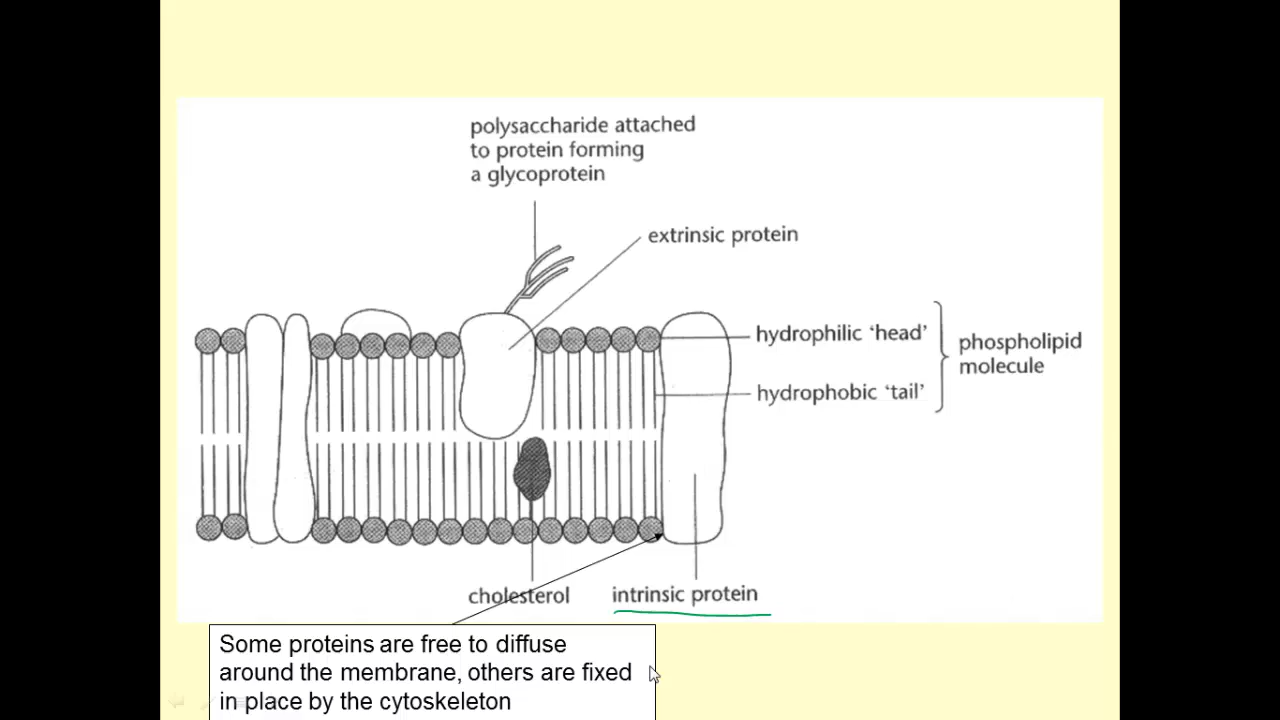 polysaccharide attached
to protein forming
a glycoprotein
extrinsic protein
hydrophilic ‘head’
phospholipid
molecule
hydrophobic ‘tail’
cholesterol
intrinsic protein
Some proteins are free to diffuse
around the membrane, others are fixed
in place by the cytoskeleton